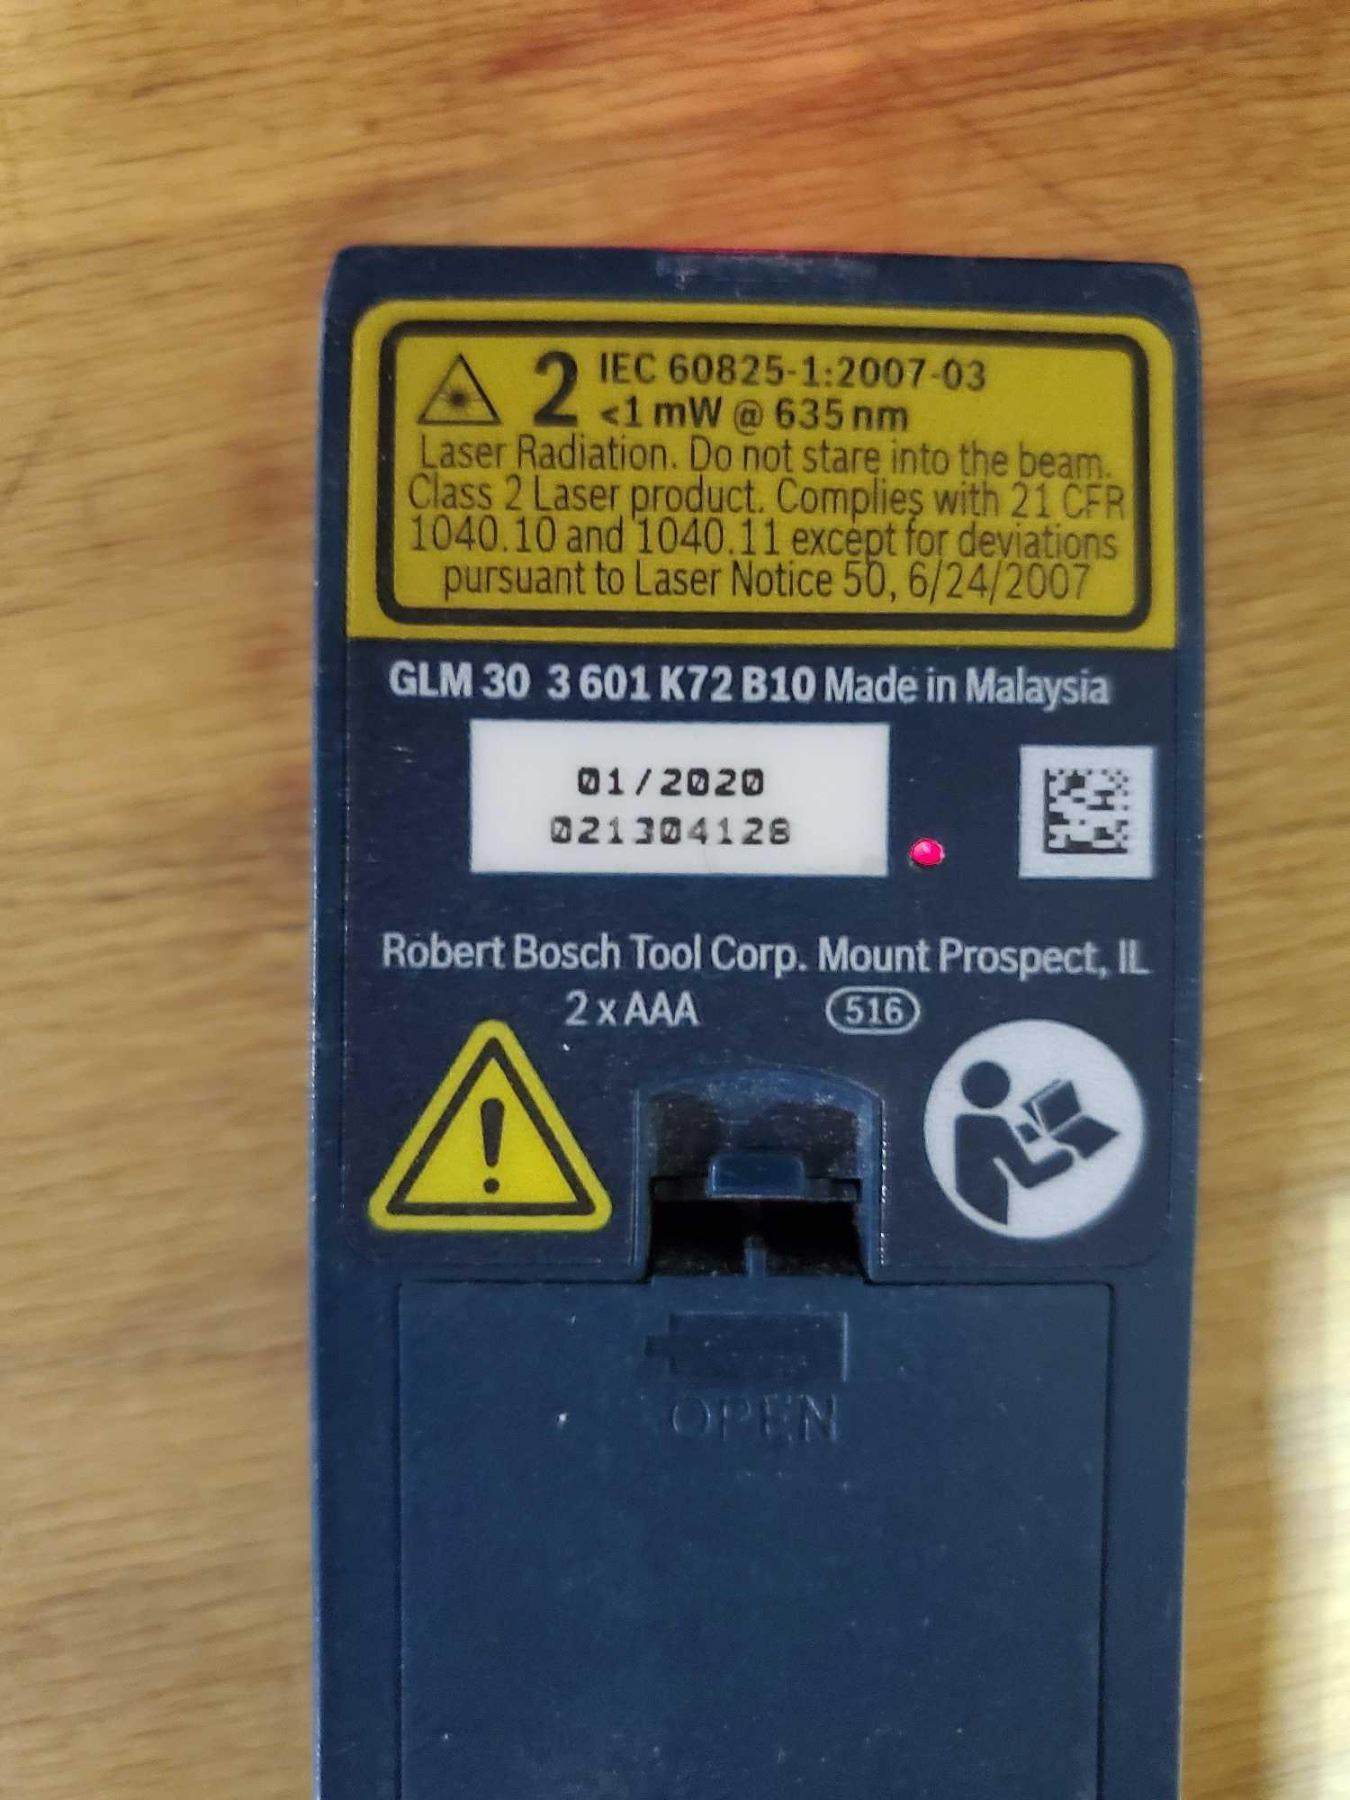 2 IEC 60825-1:2007-03
<1 mW @ 635 nm
Laser Radiation. Do not stare into the beam.
Class 2 Laser product. Complies with 21 CFR
1040.10 and 1040.11 except for deviations
pursuant to Laser Notice 50, 6/24/2007
GLM 30 3 601 K72 B10 Made in Malaysia
01/2020
021304128
Robert Bosch Tool Corp. Mount Prospect, IL
2 x AAA 516
OPEN